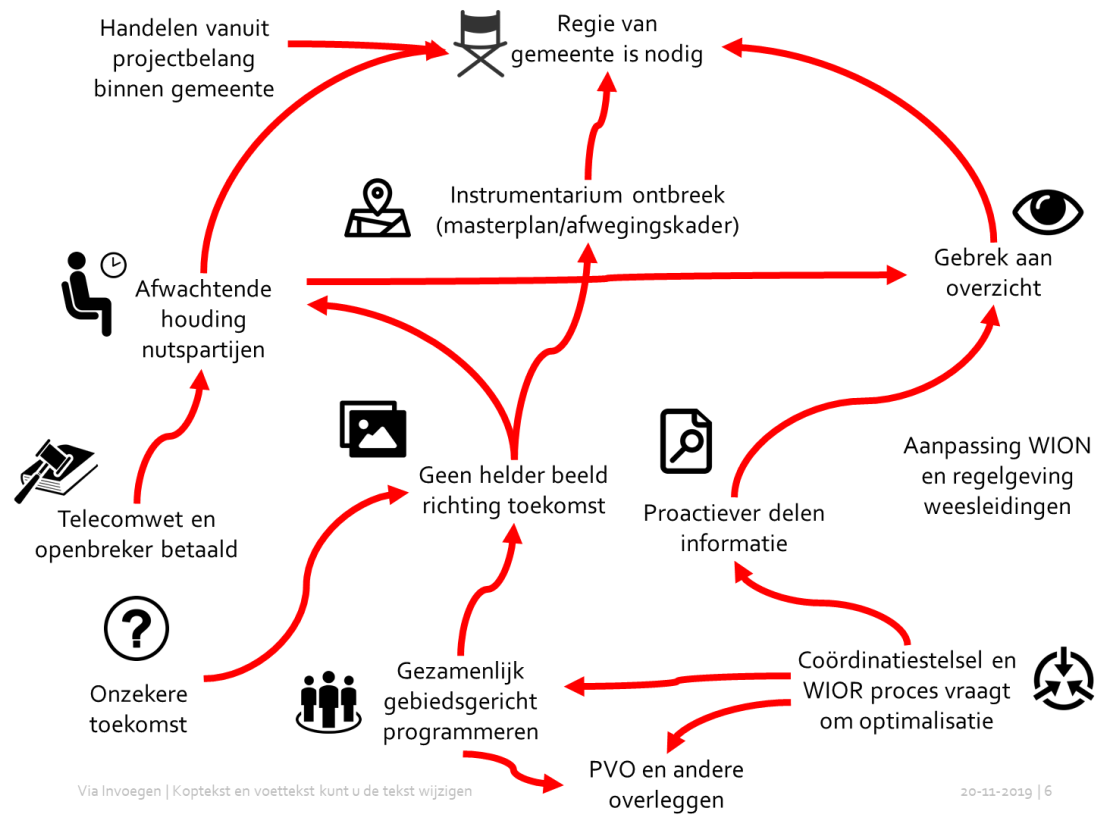 Handelen vanuit
projectbelang
binnen gemeente
Regie van
gemeente is nodig
Instrumentarium ontbreek
(masterplan/afwegingskader)
Gebrek aan
overzicht
Afwachtende
houding
nutspartijen
Geen helder beeld
richting toekomst
Aanpassing WION
en regelgeving
weesleidingen
Telecomwet en
openbreker betaald
Proactiever delen
informatie
?
Onzekere
toekomst
Gezamenlijk
gebiedsgericht
programmeren
Coördinatiestelsel en
WIOR proces vraagt
om optimalisatie
PVO en andere
overleggen
Via Invoegen | Koptekst en voettekst kunt u de tekst wijzigen
20-11-2019 | 6